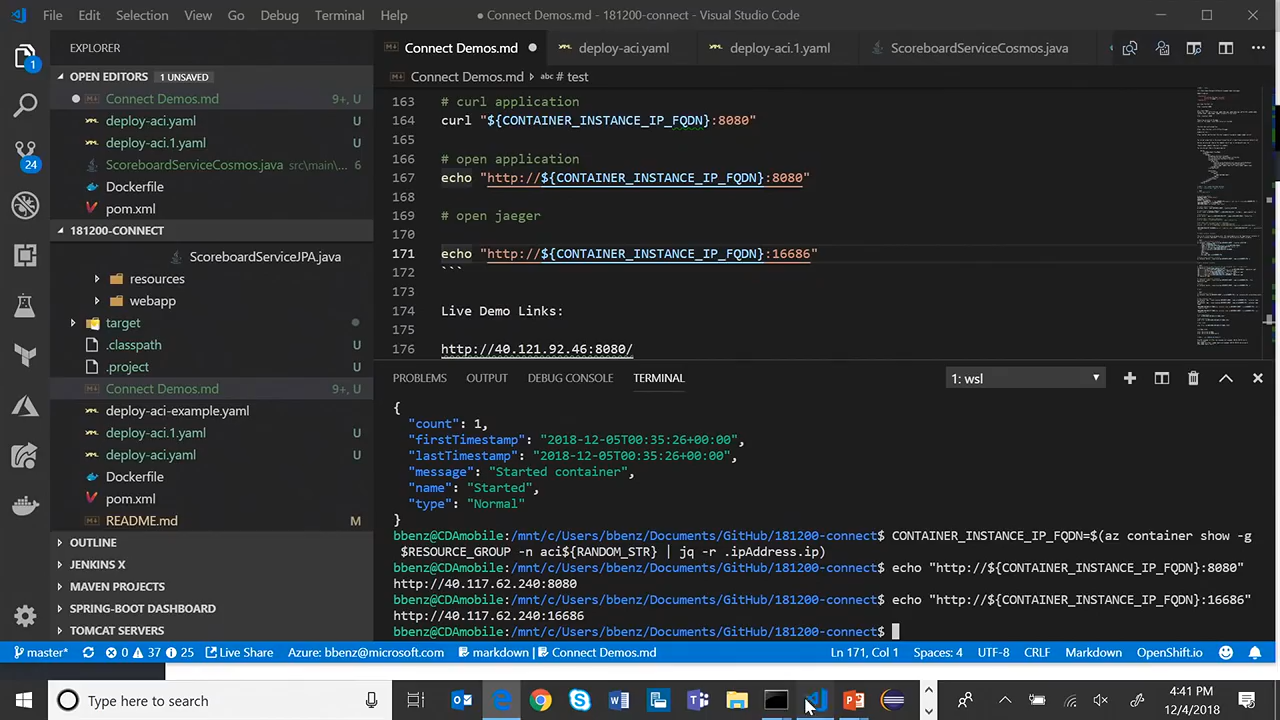 File Edit Selection View Go Debug Terminal Help
● Connect Demos.md - 181200-connect - Visual Studio Code
EXPLORER
OPEN EDITORS 1 UNSAVED
Connect Demos.md 9+, U
deploy-aci.yaml U
deploy-aci.1.yaml U
ScoreboardServiceCosmos.java src\main\...
Dockerfile
pom.xml
181200-CONNECT
ScoreBoardServiceJPA.java
resources
webapp
target
.classpath
.project
Connect Demos.md 9+, U
deploy-aci-example.yaml
deploy-aci.1.yaml U
deploy-aci.yaml U
Dockerfile
pom.xml
README.md M
OUTLINE
JENKINS X
MAVEN PROJECTS
SPRING-BOOT DASHBOARD
TOMCAT SERVERS
1
24
Connect Demos.md deploy-aci.yaml deploy-aci.1.yaml ScoreboardServiceCosmos.java
Connect Demos.md abc # test
163 # curl application
164 curl "${CONTAINER_INSTANCE_IP_FQDN}:8080"
165
166 # open application
167 echo "http://${CONTAINER_INSTANCE_IP_FQDN}:8080"
168
169 # open jaeger
170
171 echo "http://${CONTAINER_INSTANCE_IP_FQDN}:16686"
172 ```
173
174 Live Demo Links:
175
176 http://40.121.92.46:8080/
PROBLEMS OUTPUT DEBUG CONSOLE TERMINAL 1: wsl
{
"count": 1,
"firstTimestamp": "2018-12-05T00:35:26+00:00",
"lastTimestamp": "2018-12-05T00:35:26+00:00",
"message": "Started container",
"name": "Started",
"type": "Normal"
}
bbenz@CDAmobile:/mnt/c/Users/bbenz/Documents/GitHub/181200-connect$ CONTAINER_INSTANCE_IP_FQDN=$(az container show -g
$RESOURCE_GROUP -n aci${RANDOM_STR} | jq -r .ipAddress.ip)
bbenz@CDAmobile:/mnt/c/Users/bbenz/Documents/GitHub/181200-connect$ echo "http://${CONTAINER_INSTANCE_IP_FQDN}:8080"
http://40.117.62.240:8080
bbenz@CDAmobile:/mnt/c/Users/bbenz/Documents/GitHub/181200-connect$ echo "http://${CONTAINER_INSTANCE_IP_FQDN}:16686"
http://40.117.62.240:16686
bbenz@CDAmobile:/mnt/c/Users/bbenz/Documents/GitHub/181200-connect$
master* 0 37 25 Live Share Azure: bbenz@microsoft.com markdown | Connect Demos.md Ln 171, Col 1 Spaces: 4 UTF-8 CRLF Markdown OpenShift.io
Type here to search
4:41 PM
12/4/2018